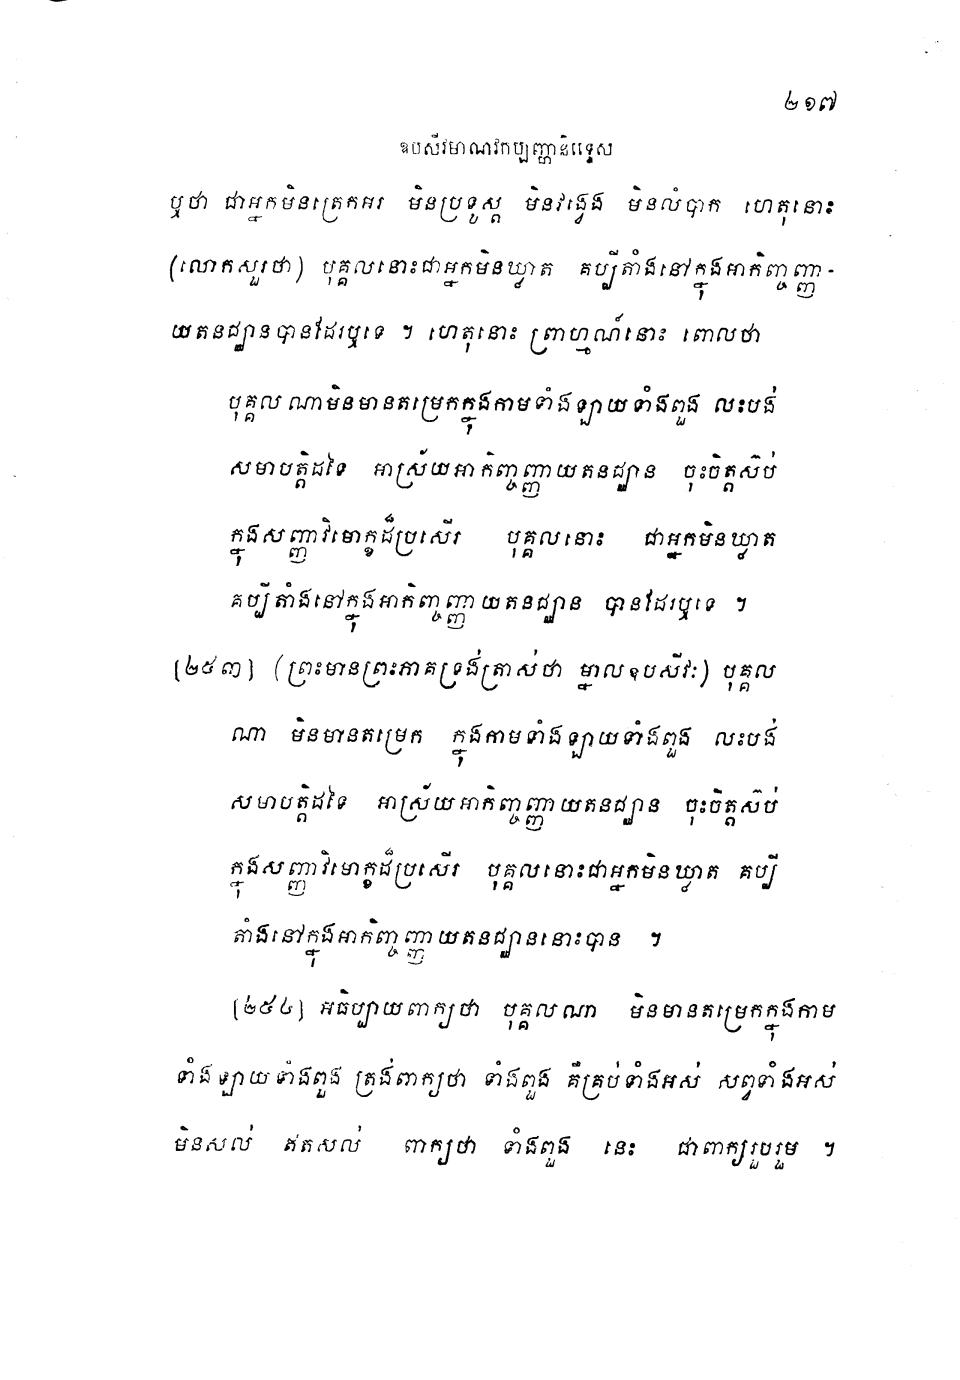 ២១៧
ឧបសីវមាណវកប្បញ្ហានិទ្ទេស
ឬថា ជាអ្នកមិនត្រេកអរ មិនប្រទូស្ត មិនវង្វេង មិនលំបាក ហេតុនោះ
(លោកសួរថា) បុគ្គលនោះជាអ្នកមិនឃ្វាត គប្បីតាំងនៅក្នុងអាកិញ្ចញ្ញា-
យតនដ្ឋានបានដែរឬទេ ។ ហេតុនោះ ព្រាហ្មណ៍នោះ ពោលថា
បុគ្គលណាមិនមានតម្រេកក្នុងកាមទាំងឡាយទាំងពួង លះបង់
សមាបត្តិដទៃ អាស្រ័យអាកិញ្ចញ្ញាយតនដ្ឋាន ចុះចិត្តស៊ប់
ក្នុងសញ្ញាវិមោក្ខដ៏ប្រសើរ បុគ្គលនោះ ជាអ្នកមិនឃ្វាត
គប្បីតាំងនៅក្នុងអាកិញ្ចញ្ញាយតនដ្ឋាន បានដែរឬទេ ។
[២៥៣] (ព្រះមានព្រះភាគទ្រង់ត្រាស់ថា ម្នាលឧបសីវៈ) បុគ្គល
ណា មិនមានតម្រេក ក្នុងកាមទាំងឡាយទាំងពួង លះបង់
សមាបត្តិដទៃ អាស្រ័យអាកិញ្ចញ្ញាយតនដ្ឋាន ចុះចិត្តស៊ប់
ក្នុងសញ្ញាវិមោក្ខដ៏ប្រសើរ បុគ្គលនោះជាអ្នកមិនឃ្វាត គប្បី
តាំងនៅក្នុងអាកិញ្ចញ្ញាយតនដ្ឋាននោះបាន ។
[២៥៤] អធិប្បាយពាក្យថា បុគ្គលណា មិនមានតម្រេកក្នុងកាម
ទាំងឡាយទាំងពួង ត្រង់ពាក្យថា ទាំងពួង គឺគ្រប់ទាំងអស់ សព្វទាំងអស់
មិនសល់ ឥតសល់ ពាក្យថា ទាំងពួង នេះ ជាពាក្យរួបរួម ។